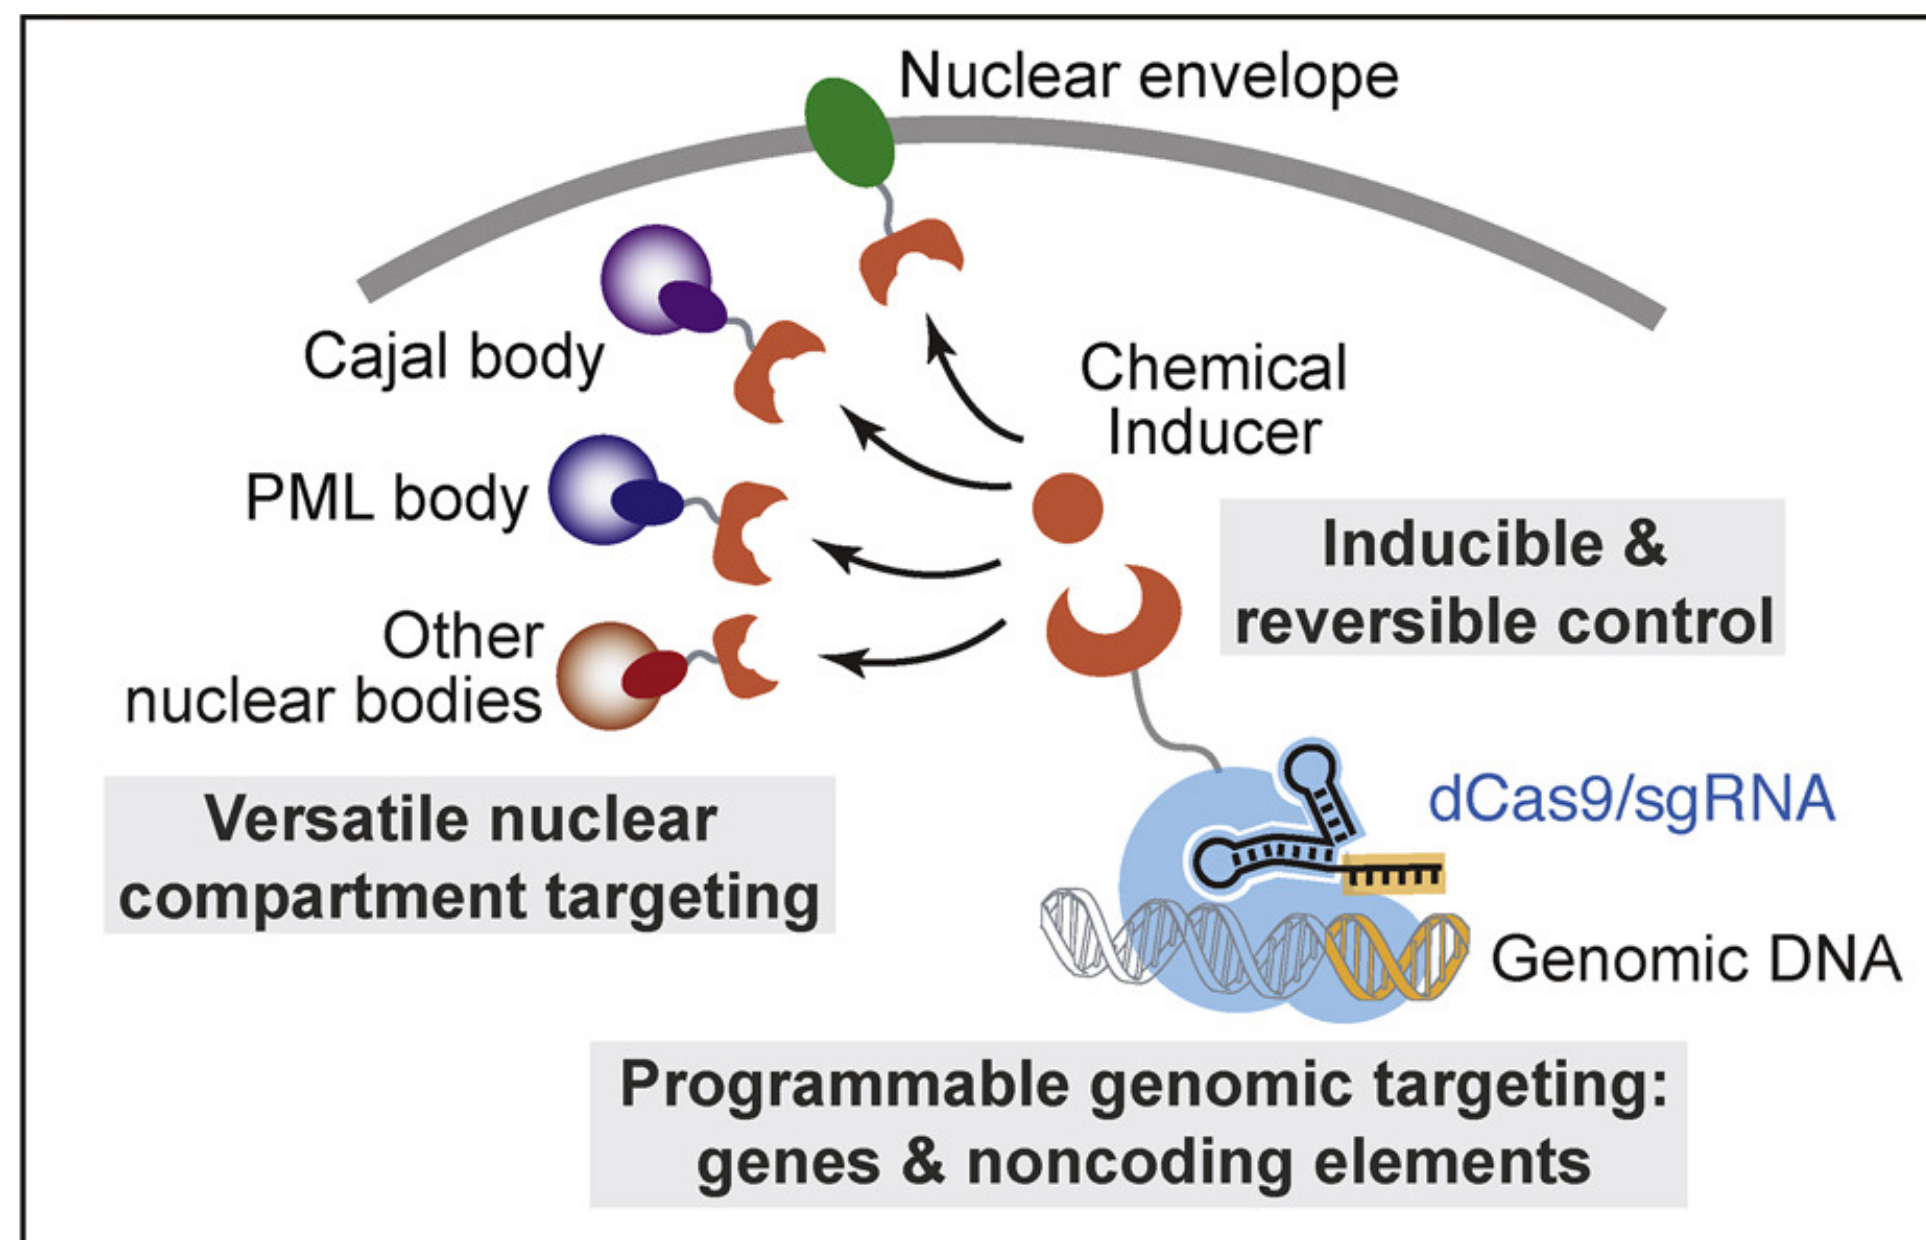 Nuclear envelope
Cajal body
Chemical
Inducer
PML body
Inducible &
reversible control
Other
nuclear bodies
Versatile nuclear
compartment targeting
dCas9/sgRNA
Genomic DNA
Programmable genomic targeting:
genes & noncoding elements